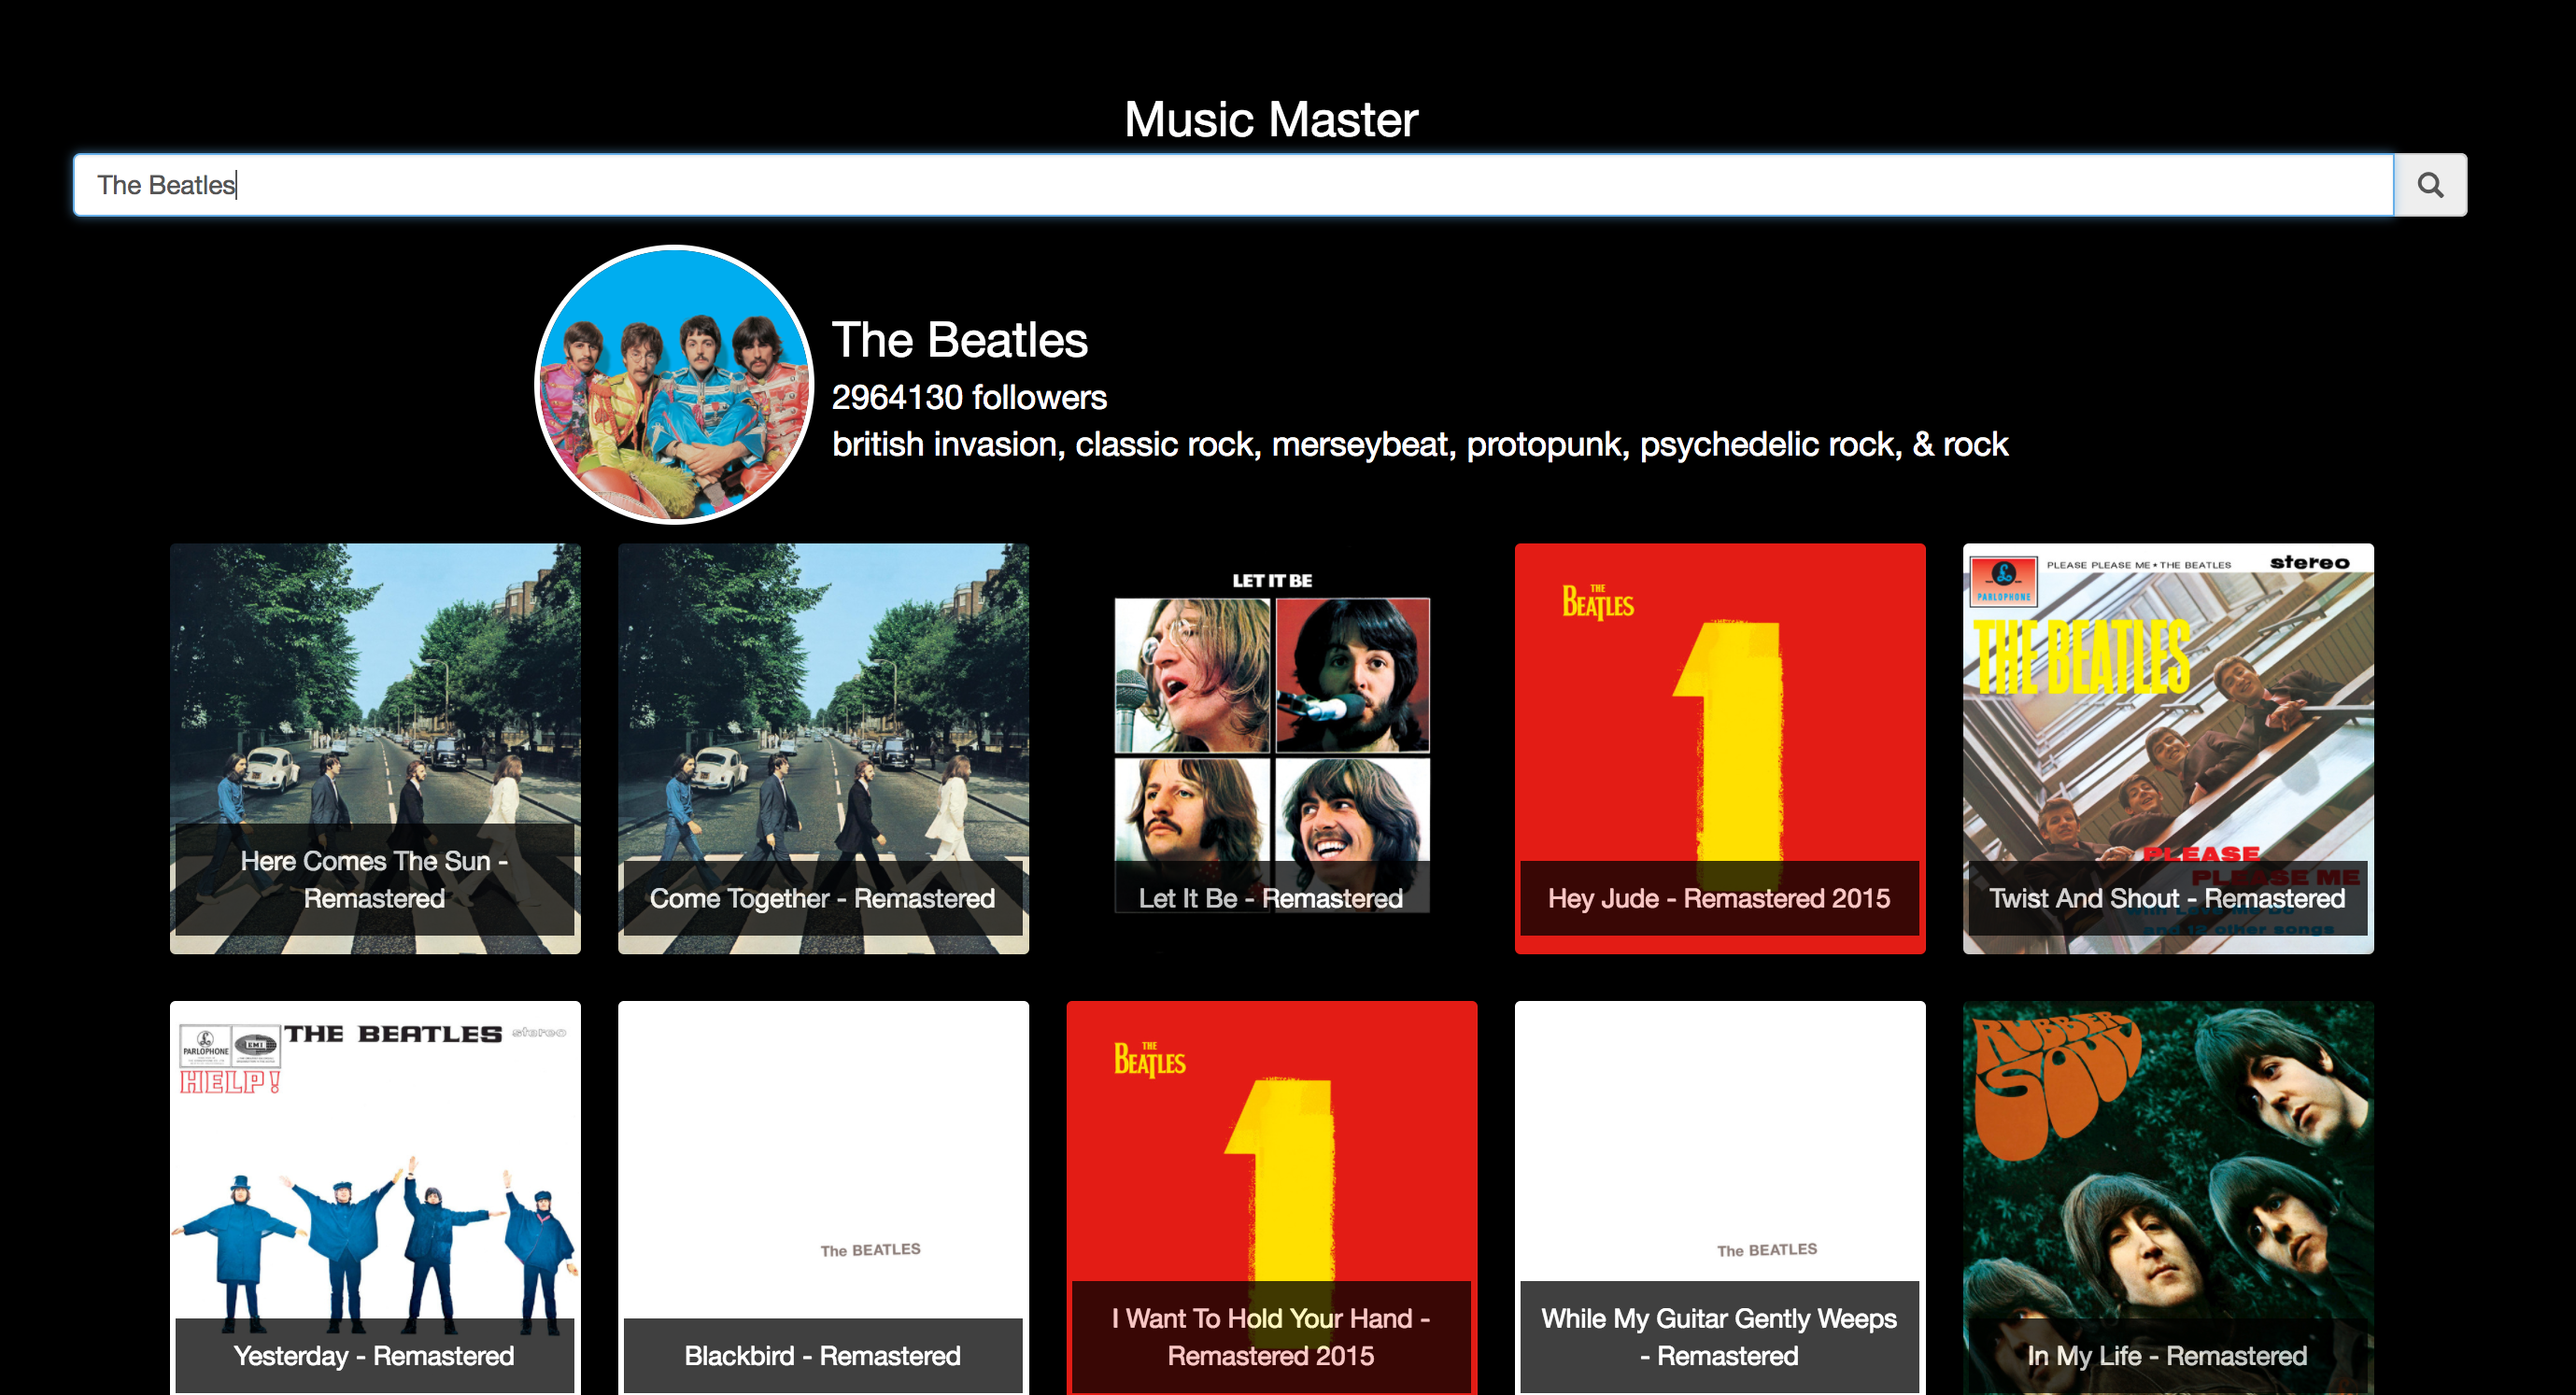 Music Master
The Beatles
The Beatles
2964130 followers
british invasion, classic rock, merseybeat, protopunk, psychedelic rock, & rock
Here Comes The Sun -
Remastered
Come Together - Remastered
LET IT BE
Let It Be - Remastered
THE
BEATLES
Hey Jude - Remastered 2015
PARLOPHONE
PLEASE PLEASE ME • THE BEATLES
stereo
THE BEATLES
PLEASE
PLEASE ME
and 12 other songs
Twist And Shout - Remastered
PARLOPHONE
EMI
THE BEATLES
stereo
HELP!
Yesterday - Remastered
The BEATLES
Blackbird - Remastered
THE
BEATLES
I Want To Hold Your Hand -
Remastered 2015
The BEATLES
While My Guitar Gently Weeps
- Remastered
RUBBER
SOUL
In My Life - Remastered